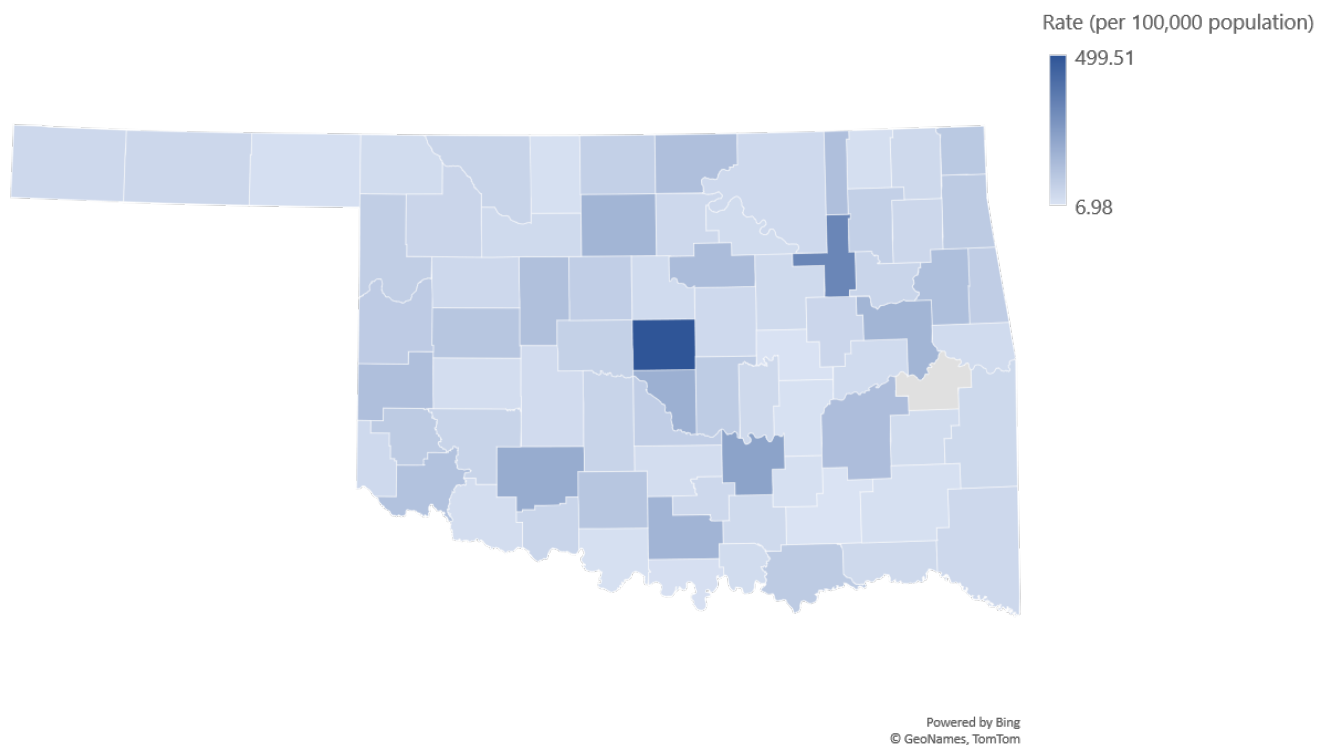 Rate (per 100,000 population)
499.51
6.98
Powered by Bing
© GeoNames, TomTom